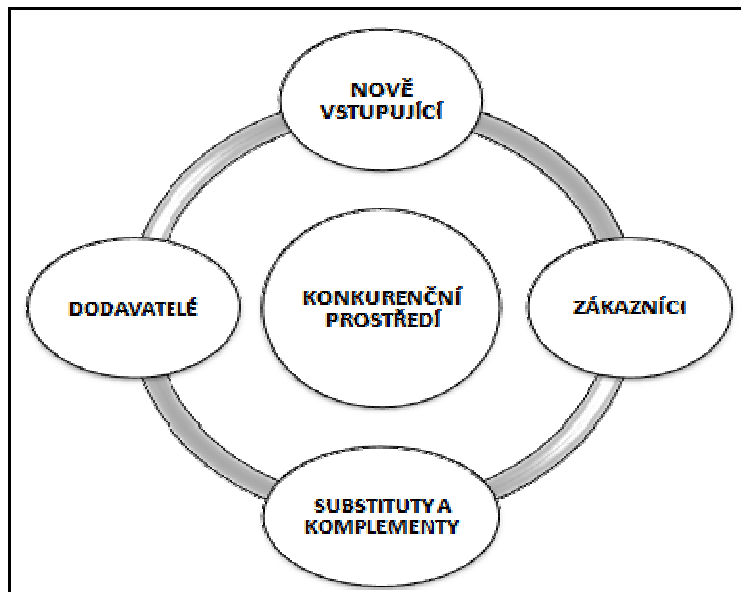 NOVĚ
VSTUPUJÍCÍ
DODAVATELÉ
KONKURENČNÍ
PROSTŘEDÍ
ZÁKAZNÍCI
SUBSTITUTY A
KOMPLEMENTY